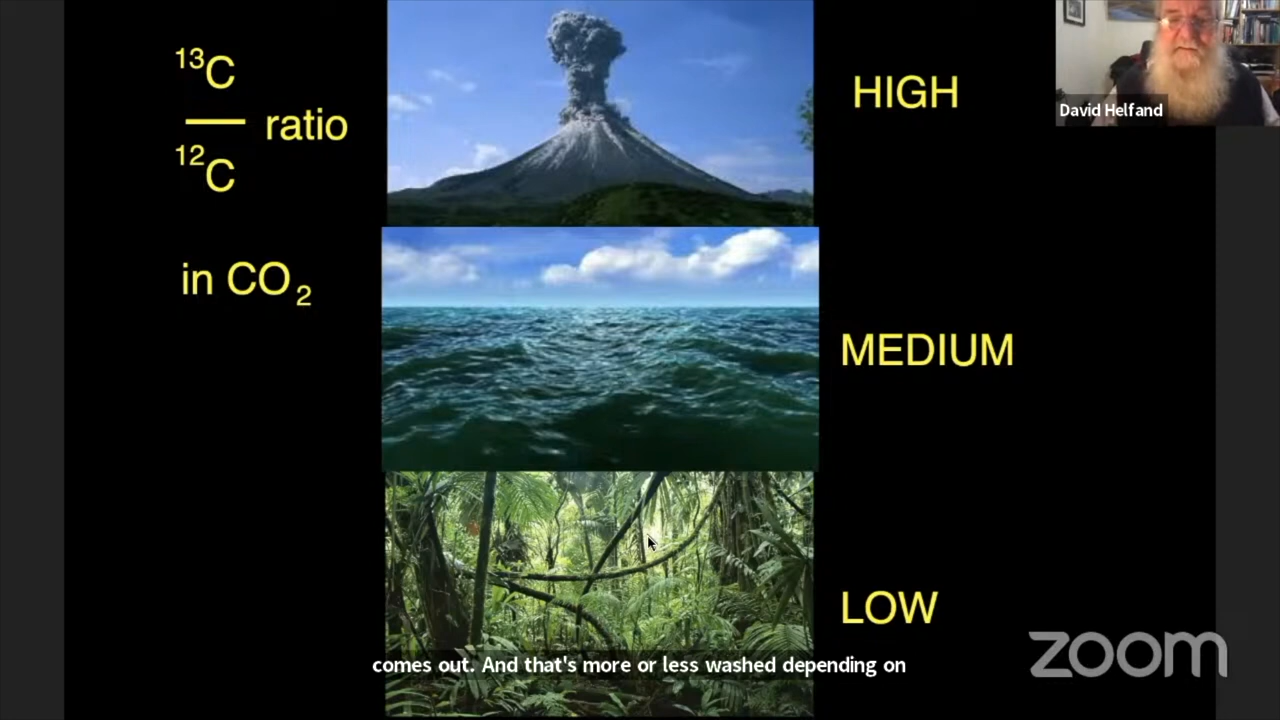 ¹³C
ratio
¹²C
in CO₂
HIGH
MEDIUM
LOW
David Helfand
comes out. And that's more or less washed depending on
zoom